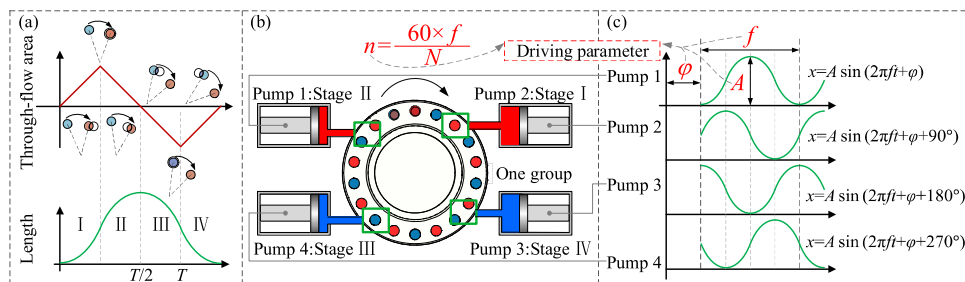 (a)
Through-flow area
Length
I
II
III
IV
T/2
T
(b)
n=60×f/N
Driving parameter
Pump 1:Stage II
Pump 2:Stage I
One group
Pump 4:Stage III
Pump 3:Stage IV
(c)
Pump 1
Pump 2
Pump 3
Pump 4
φ
f
A
x=A sin (2πft+φ)
x=A sin (2πft+φ+90°)
x=A sin (2πft+φ+180°)
x=A sin (2πft+φ+270°)